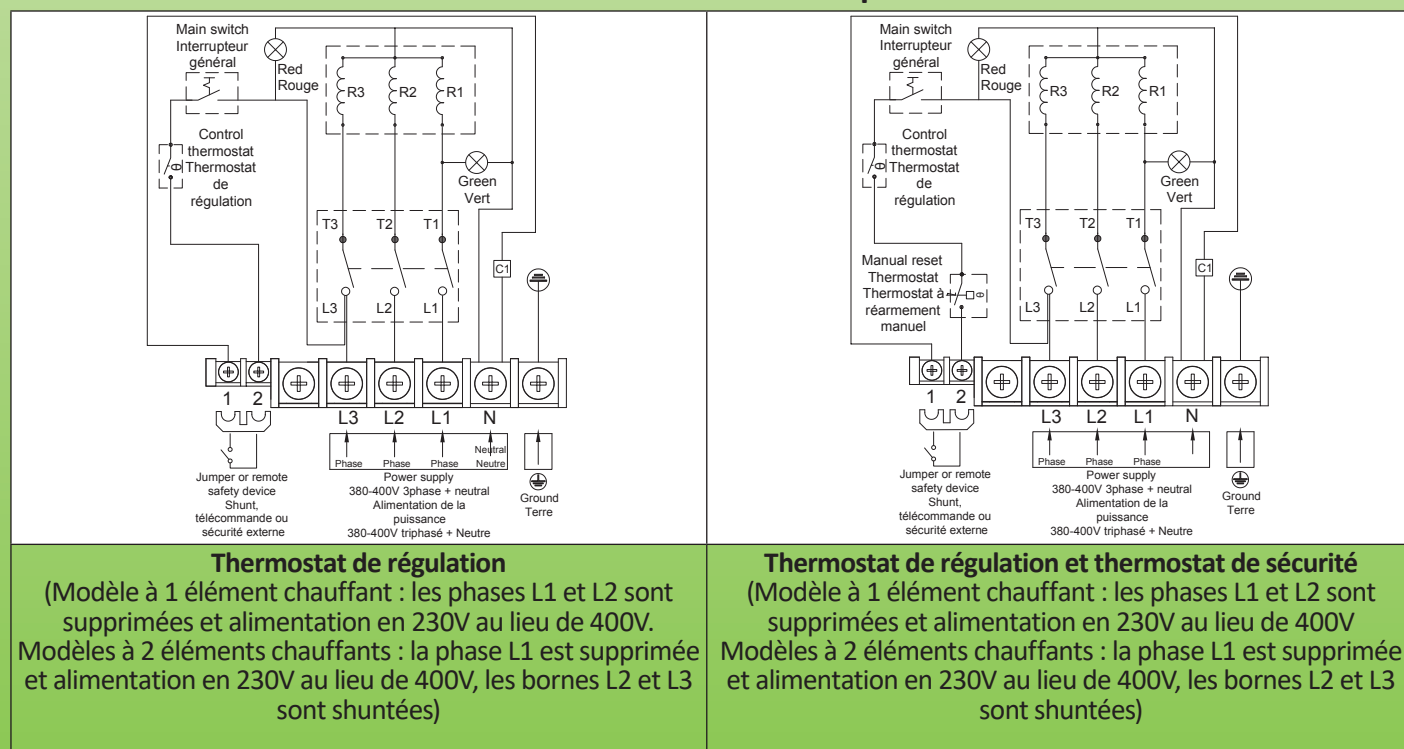 Main switch
Interrupteur
général
Red
Rouge
R3
R2
R1
Control
thermostat
Thermostat
de
régulation
θ
Green
Vert
T3
T2
T1
C1
L3
L2
L1
1
2
L3
L2
L1
N
Phase
Phase
Phase
Neutral
Neutre
Jumper or remote
safety device
Shunt,
télécommande ou
sécurité externe
Power supply
380-400V 3phase + neutral
Alimentation de la
puissance
380-400V triphasé + Neutre
Ground
Terre
Main switch
Interrupteur
général
Red
Rouge
R3
R2
R1
Control
thermostat
Thermostat
de
régulation
θ
Green
Vert
T3
T2
T1
C1
Manual reset
Thermostat
Thermostat à
réarmement
manuel
θ
L3
L2
L1
1
2
L3
L2
L1
N
Phase
Phase
Phase
Jumper or remote
safety device
Shunt,
télécommande ou
sécurité externe
Power supply
380-400V 3phase + neutral
Alimentation de la
puissance
380-400V triphasé + Neutre
Ground
Terre
Thermostat de régulation
(Modèle à 1 élément chauffant : les phases L1 et L2 sont
supprimées et alimentation en 230V au lieu de 400V.
Modèles à 2 éléments chauffants : la phase L1 est supprimée
et alimentation en 230V au lieu de 400V, les bornes L2 et L3
sont shuntées)
Thermostat de régulation et thermostat de sécurité
(Modèle à 1 élément chauffant : les phases L1 et L2 sont
supprimées et alimentation en 230V au lieu de 400V
Modèles à 2 éléments chauffants : la phase L1 est supprimée
et alimentation en 230V au lieu de 400V, les bornes L2 et L3
sont shuntées)